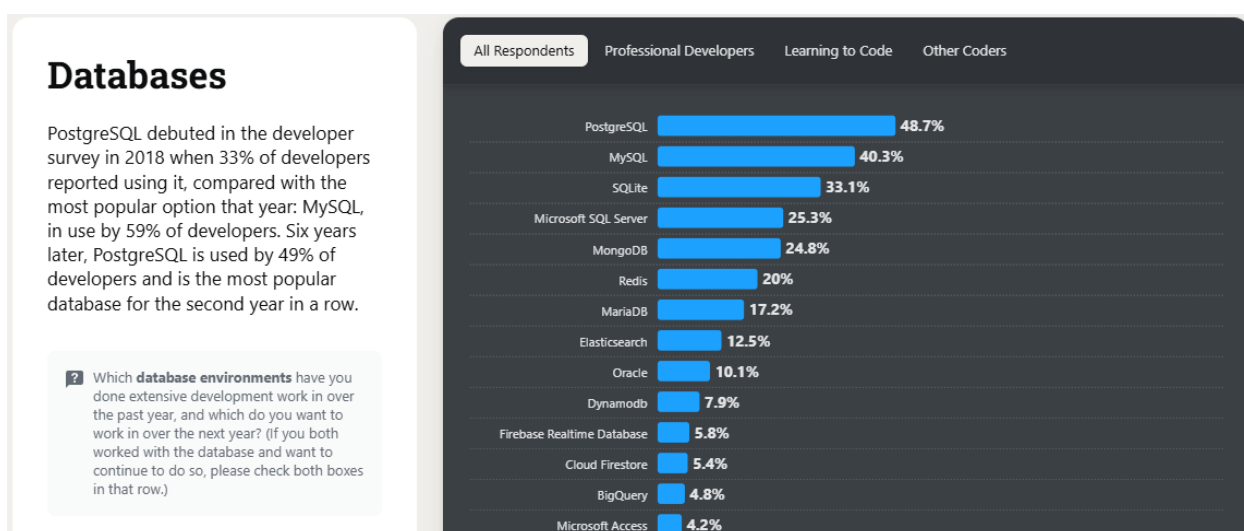 Databases
PostgreSQL debuted in the developer
survey in 2018 when 33% of developers
reported using it, compared with the
most popular option that year: MySQL,
in use by 59% of developers. Six years
later, PostgreSQL is used by 49% of
developers and is the most popular
database for the second year in a row.
? Which database environments have you
done extensive development work in over
the past year, and which do you want to
work in over the next year? (If you both
worked with the database and want to
continue to do so, please check both boxes
in that row.)
All Respondents Professional Developers Learning to Code Other Coders
PostgreSQL 48.7%
MySQL 40.3%
SQLite 33.1%
Microsoft SQL Server 25.3%
MongoDB 24.8%
Redis 20%
MariaDB 17.2%
Elasticsearch 12.5%
Oracle 10.1%
Dynamodb 7.9%
Firebase Realtime Database 5.8%
Cloud Firestore 5.4%
BigQuery 4.8%
Microsoft Access 4.2%